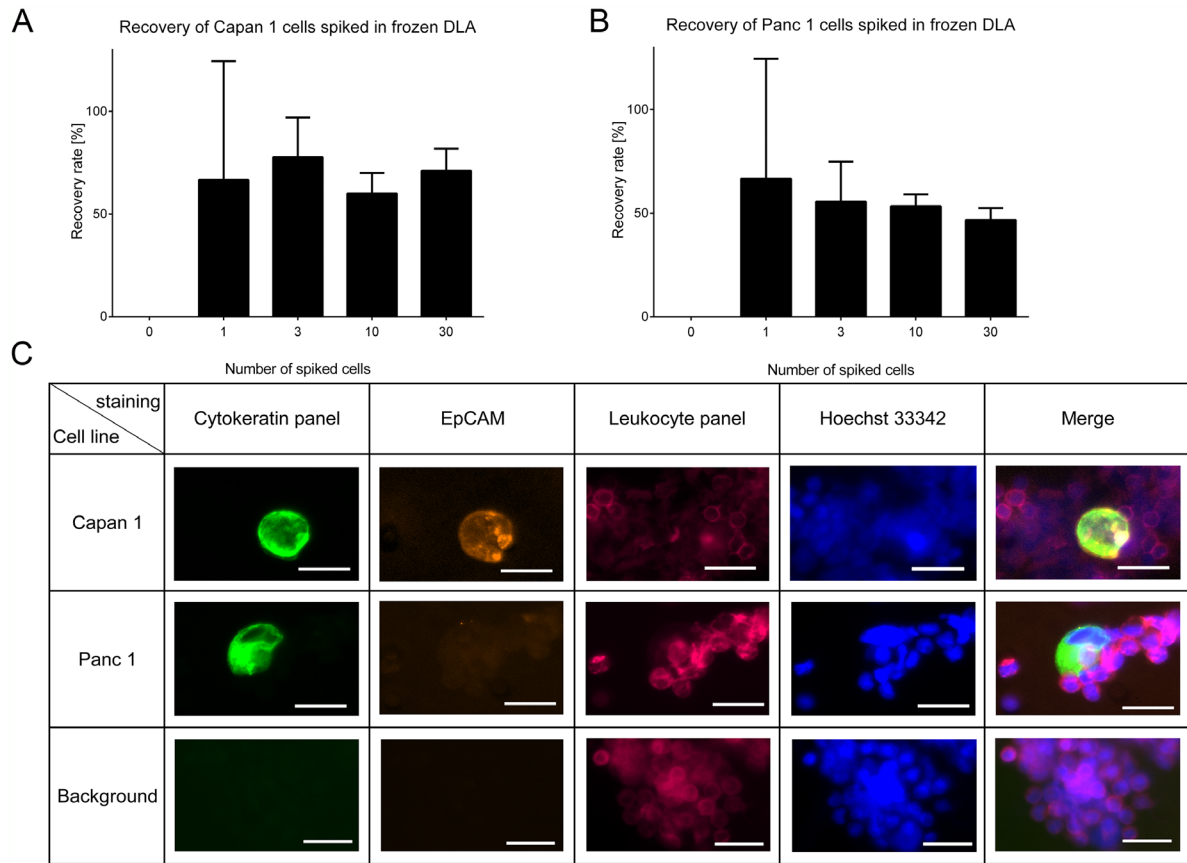 A
Recovery of Capan 1 cells spiked in frozen DLA
Recovery rate [%]
100
50
0
0 1 3 10 30
Number of spiked cells
B
Recovery of Panc 1 cells spiked in frozen DLA
Recovery rate [%]
100
50
0
0 1 3 10 30
Number of spiked cells
C
staining
Cell line
Cytokeratin panel
EpCAM
Leukocyte panel
Hoechst 33342
Merge
Capan 1
Panc 1
Background